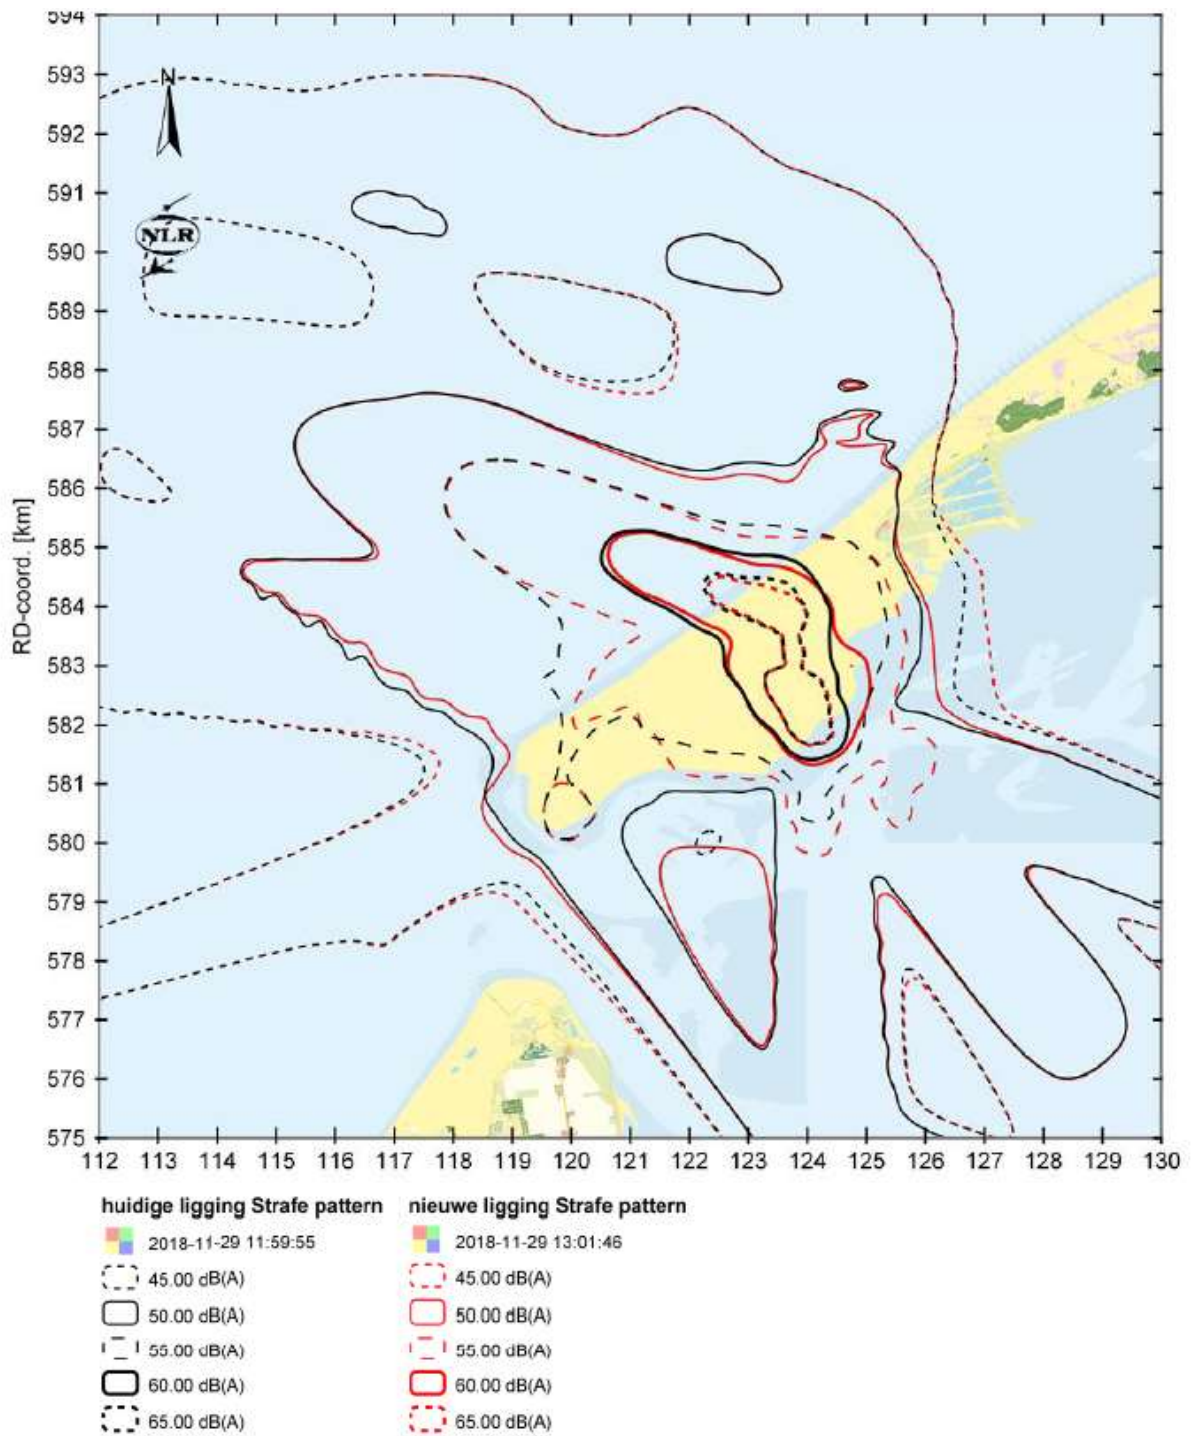 594
593
N
592
591
NLR
590
589
588
587
586
RD-coord. [km]
585
584
583
582
581
580
579
578
577
576
575
112 113 114 115 116 117 118 119 120 121 122 123 124 125 126 127 128 129 130
huidige ligging Strafe pattern nieuwe ligging Strafe pattern
2018-11-29 11:59:55 2018-11-29 13:01:46
45.00 dB(A) 45.00 dB(A)
50.00 dB(A) 50.00 dB(A)
55.00 dB(A) 55.00 dB(A)
60.00 dB(A) 60.00 dB(A)
65.00 dB(A) 65.00 dB(A)